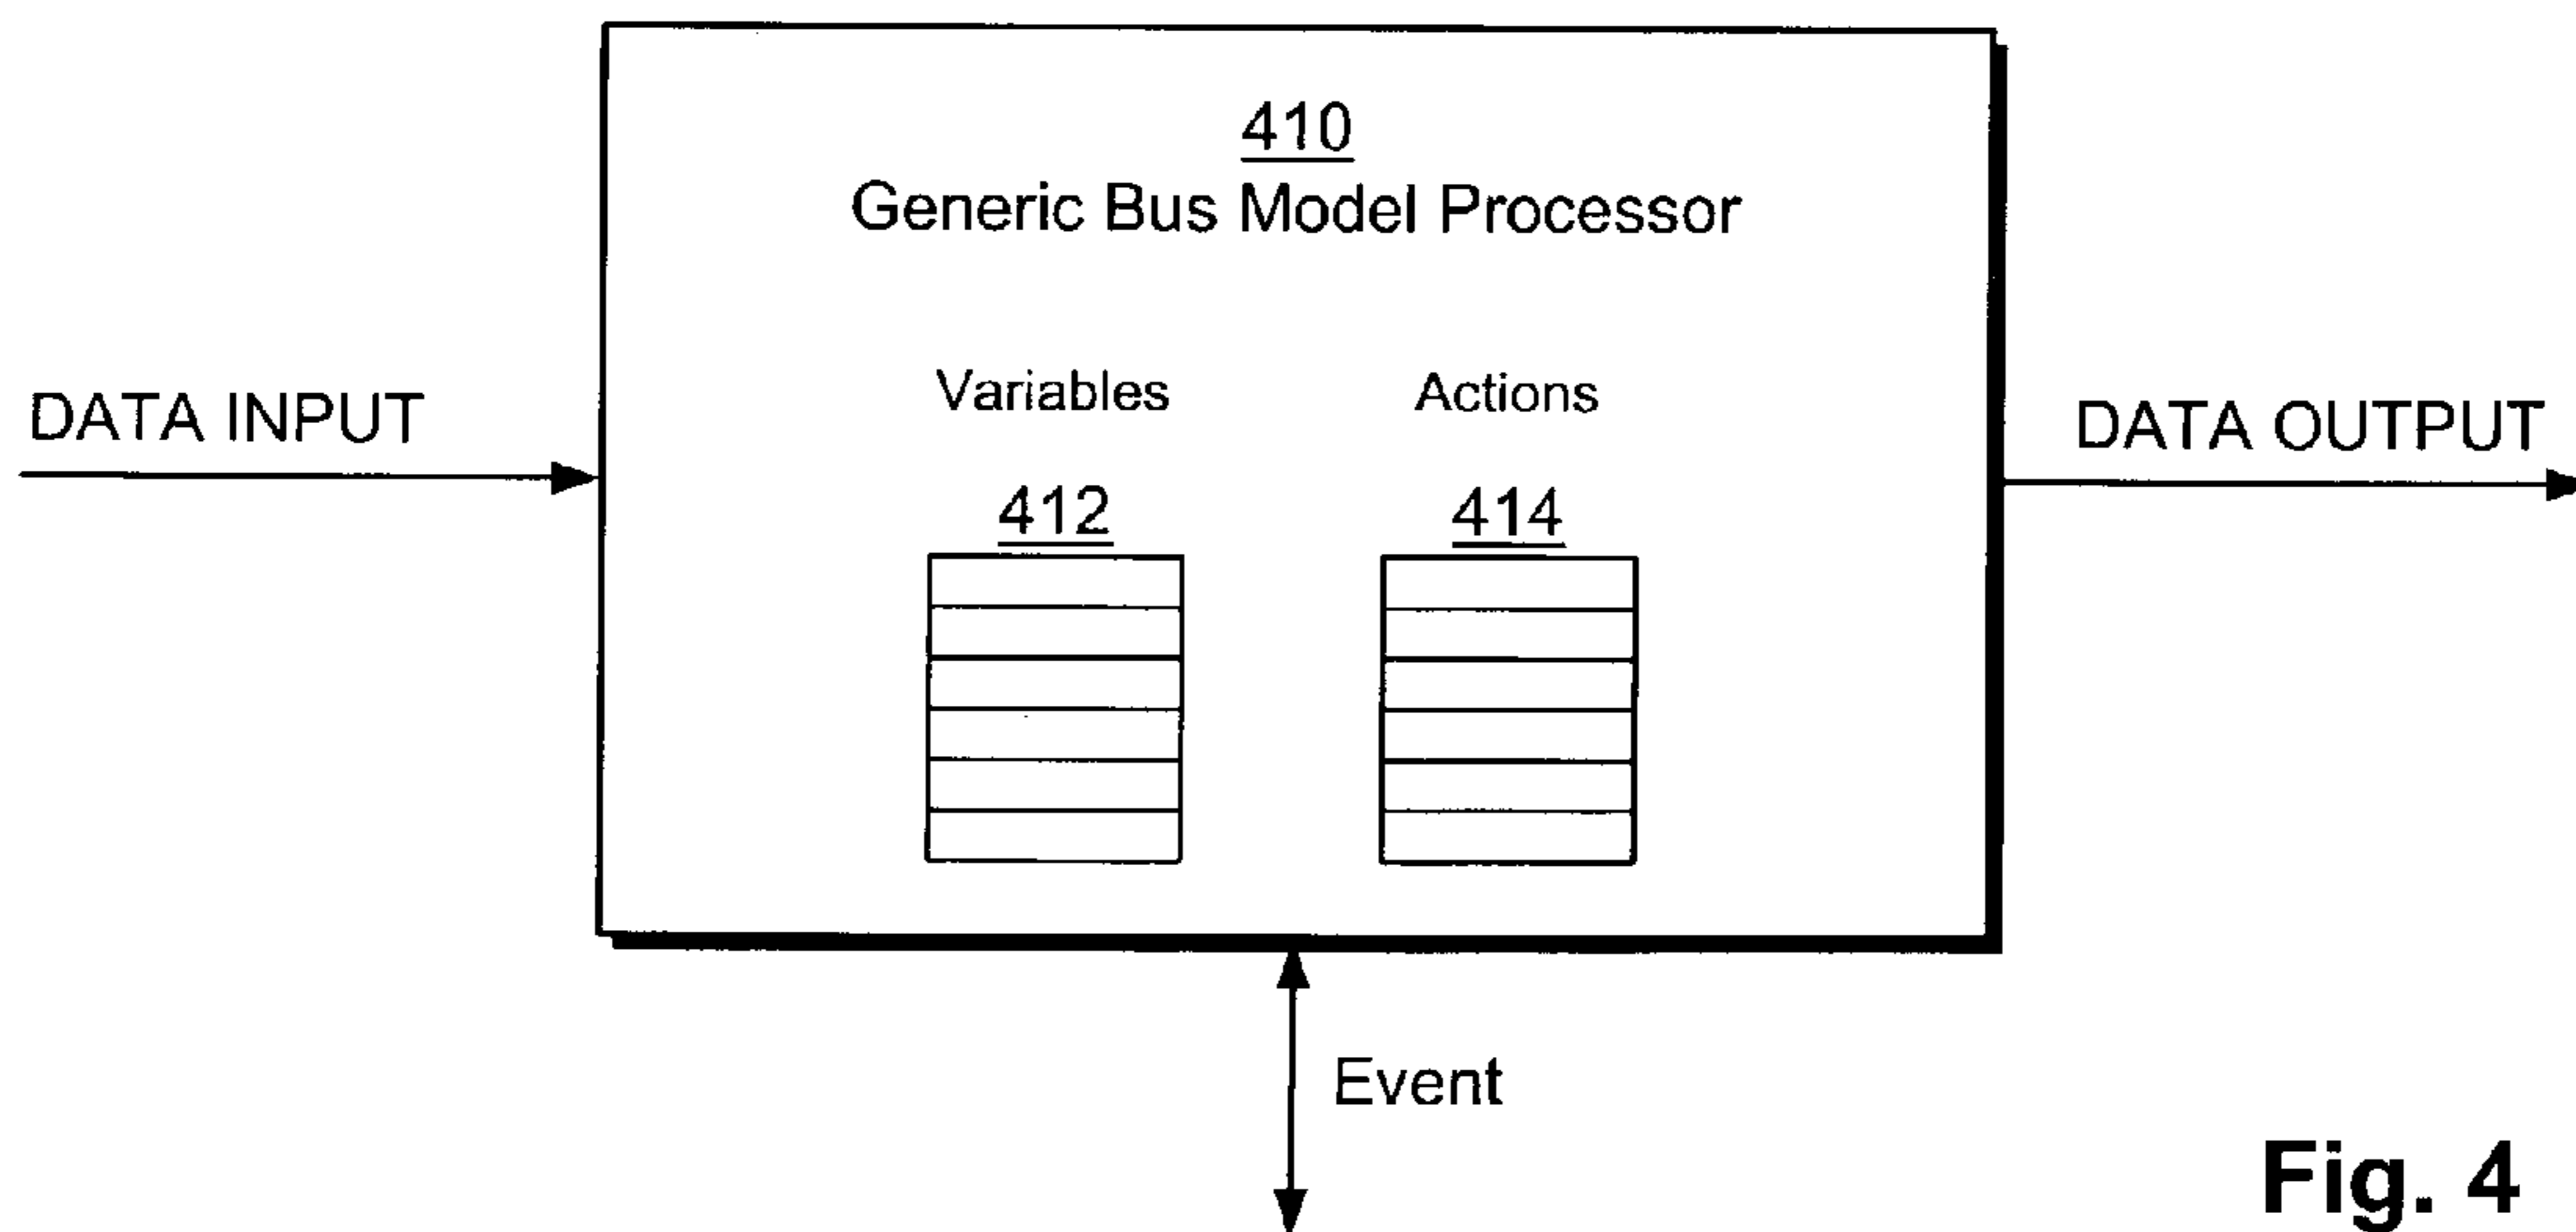 410
Generic Bus Model Processor
Variables
Actions
DATA INPUT
DATA OUTPUT
412
414
Event
Fig. 4